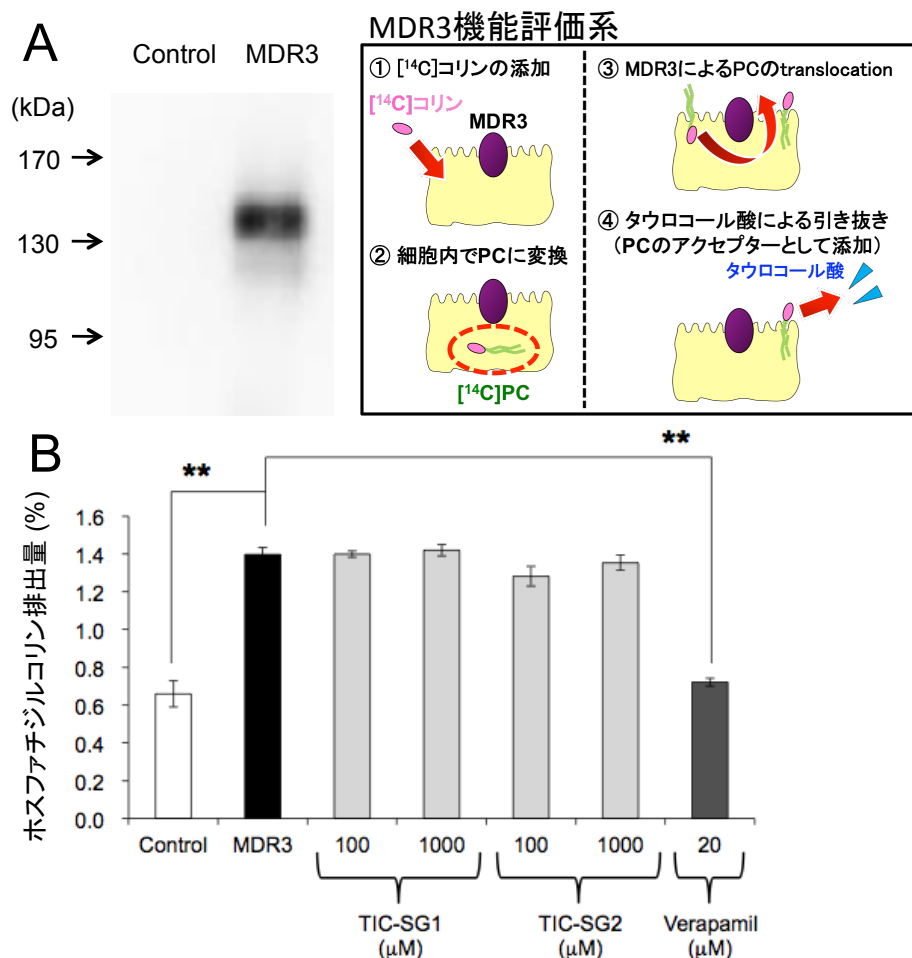 A
Control MDR3
(kDa)
170
130
95
MDR3機能評価系
① [¹⁴C]コリンの添加
[¹⁴C]コリン
MDR3
② 細胞内でPCに変換
[¹⁴C]PC
③ MDR3によるPCのtranslocation
④ タウロコール酸による引き抜き
(PCのアクセプターとして添加)
タウロコール酸
B
**
**
ホスファチジルコリン排出量 (%)
1.6
1.4
1.2
1.0
0.8
0.6
0.4
0.2
0.0
Control MDR3 100 1000 100 1000 20
TIC-SG1 TIC-SG2 Verapamil
(μM) (μM) (μM)